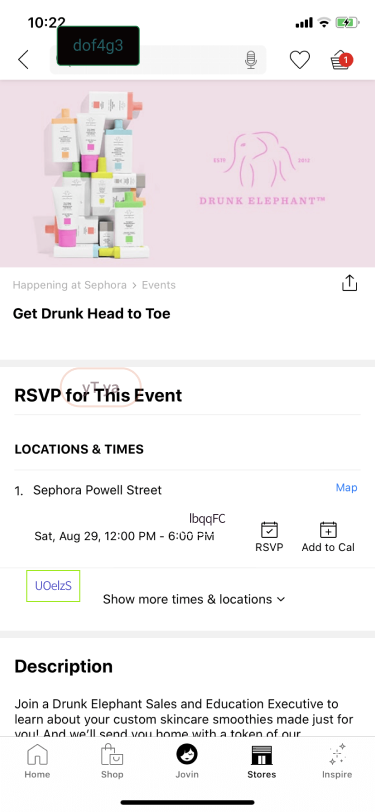 10:22
dof4g3
1
ESTD 2012
DRUNK ELEPHANT™
Happening at Sephora > Events
Get Drunk Head to Toe
RSVP for This Event
LOCATIONS & TIMES
1. Sephora Powell Street
Map
lbqqFC
Sat, Aug 29, 12:00 PM - 6:00 PM
RSVP
Add to Cal
UOelzS
Show more times & locations
Description
Join a Drunk Elephant Sales and Education Executive to
learn about your custom skincare smoothies made just for
you! And we'll send you home with a token of our
Home
Shop
Jovin
Stores
Inspire